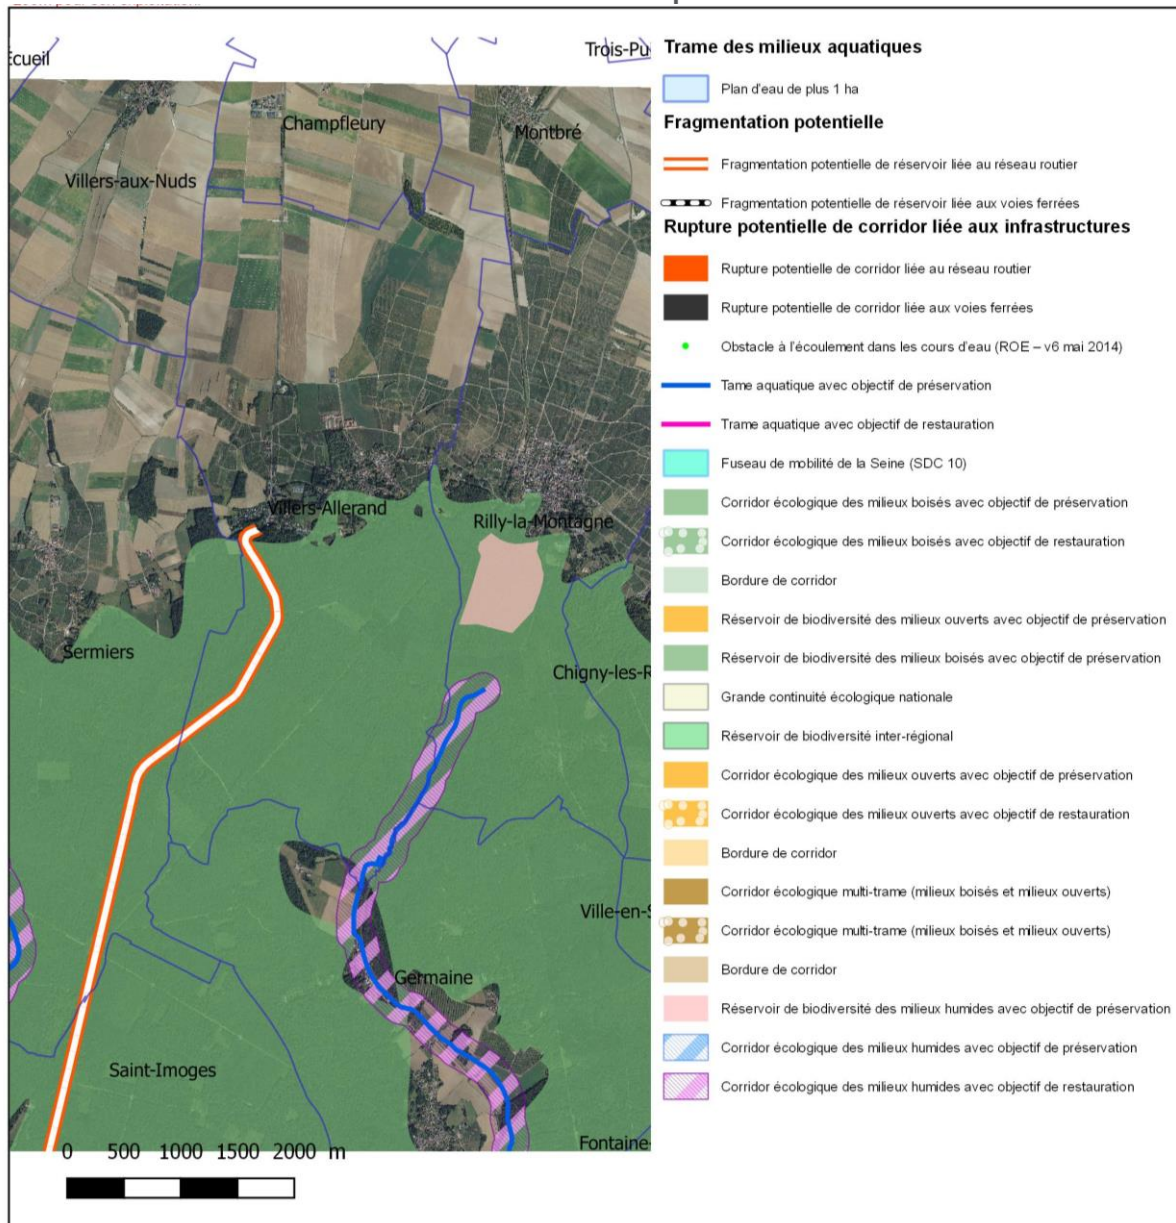 Écueil
Trois-Pu
Champfleury
Montbré
Villers-aux-Nuds
Villers-Allerand
Rilly-la-Montagne
Sermiers
Chigny-les-R
Ville-en-S
Germaine
Saint-Imoges
Fontaine-
0 500 1000 1500 2000 m
Trame des milieux aquatiques
Plan d'eau de plus 1 ha
Fragmentation potentielle
Fragmentation potentielle de réservoir liée au réseau routier
Fragmentation potentielle de réservoir liée aux voies ferrées
Rupture potentielle de corridor liée aux infrastructures
Rupture potentielle de corridor liée au réseau routier
Rupture potentielle de corridor liée aux voies ferrées
Obstacle à l'écoulement dans les cours d'eau (ROE – v6 mai 2014)
Tame aquatique avec objectif de préservation
Trame aquatique avec objectif de restauration
Fuseau de mobilité de la Seine (SDC 10)
Corridor écologique des milieux boisés avec objectif de préservation
Corridor écologique des milieux boisés avec objectif de restauration
Bordure de corridor
Réservoir de biodiversité des milieux ouverts avec objectif de préservation
Réservoir de biodiversité des milieux boisés avec objectif de préservation
Grande continuité écologique nationale
Réservoir de biodiversité inter-régional
Corridor écologique des milieux ouverts avec objectif de préservation
Corridor écologique des milieux ouverts avec objectif de restauration
Bordure de corridor
Corridor écologique multi-trame (milieux boisés et milieux ouverts)
Corridor écologique multi-trame (milieux boisés et milieux ouverts)
Bordure de corridor
Réservoir de biodiversité des milieux humides avec objectif de préservation
Corridor écologique des milieux humides avec objectif de préservation
Corridor écologique des milieux humides avec objectif de restauration